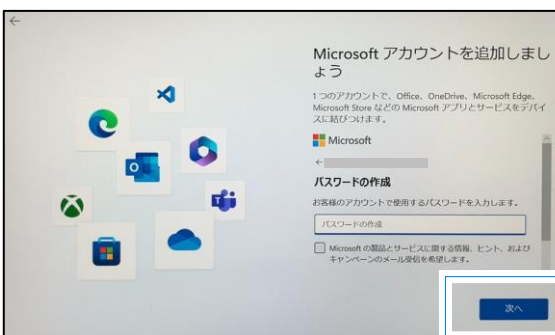 ←
Microsoft アカウントを追加しまし
ょう
1 つのアカウントで、Office、OneDrive、Microsoft Edge、
Microsoft Store などの Microsoft アプリとサービスをデバイ
スに結びつけます。
Microsoft
←
パスワードの作成
お客様のアカウントで使用するパスワードを入力します。
パスワードの作成
Microsoft の製品とサービスに関する情報、ヒント、および
キャンペーンのメール受信を希望します。
次へ